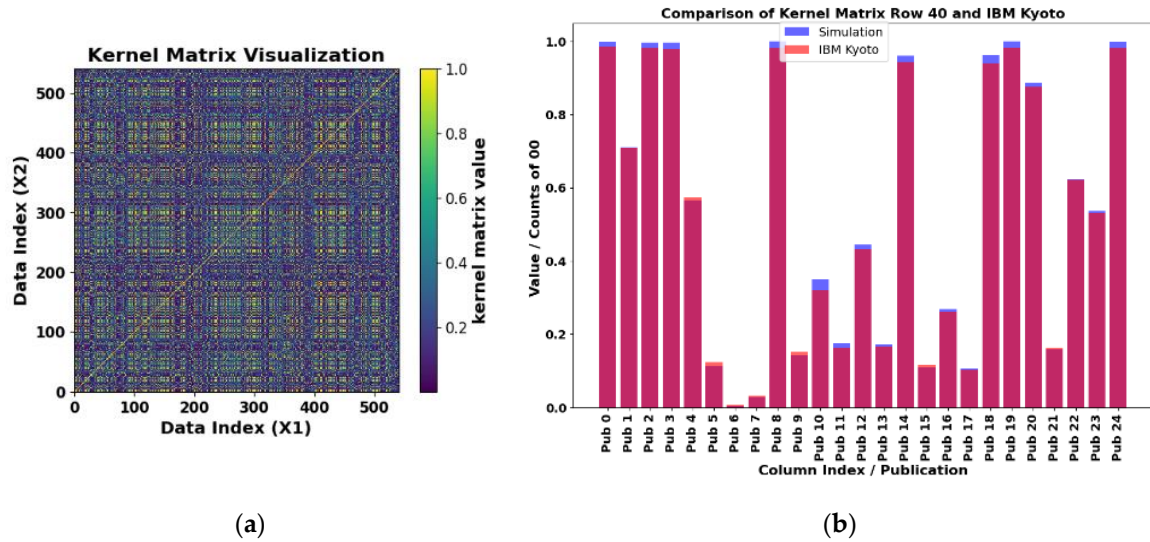 Kernel Matrix Visualization
Data Index (X2)
500
400
300
200
100
0
0 100 200 300 400 500
Data Index (X1)
1.0
0.8
0.6
0.4
0.2
kernel matrix value
(a)
Comparison of Kernel Matrix Row 40 and IBM Kyoto
Simulation
IBM Kyoto
Value / Counts of 00
1.0
0.8
0.6
0.4
0.2
0.0
Pub 0
Pub 1
Pub 2
Pub 3
Pub 4
Pub 5
Pub 6
Pub 7
Pub 8
Pub 9
Pub 10
Pub 11
Pub 12
Pub 13
Pub 14
Pub 15
Pub 16
Pub 17
Pub 18
Pub 19
Pub 20
Pub 21
Pub 22
Pub 23
Pub 24
Column Index / Publication
(b)